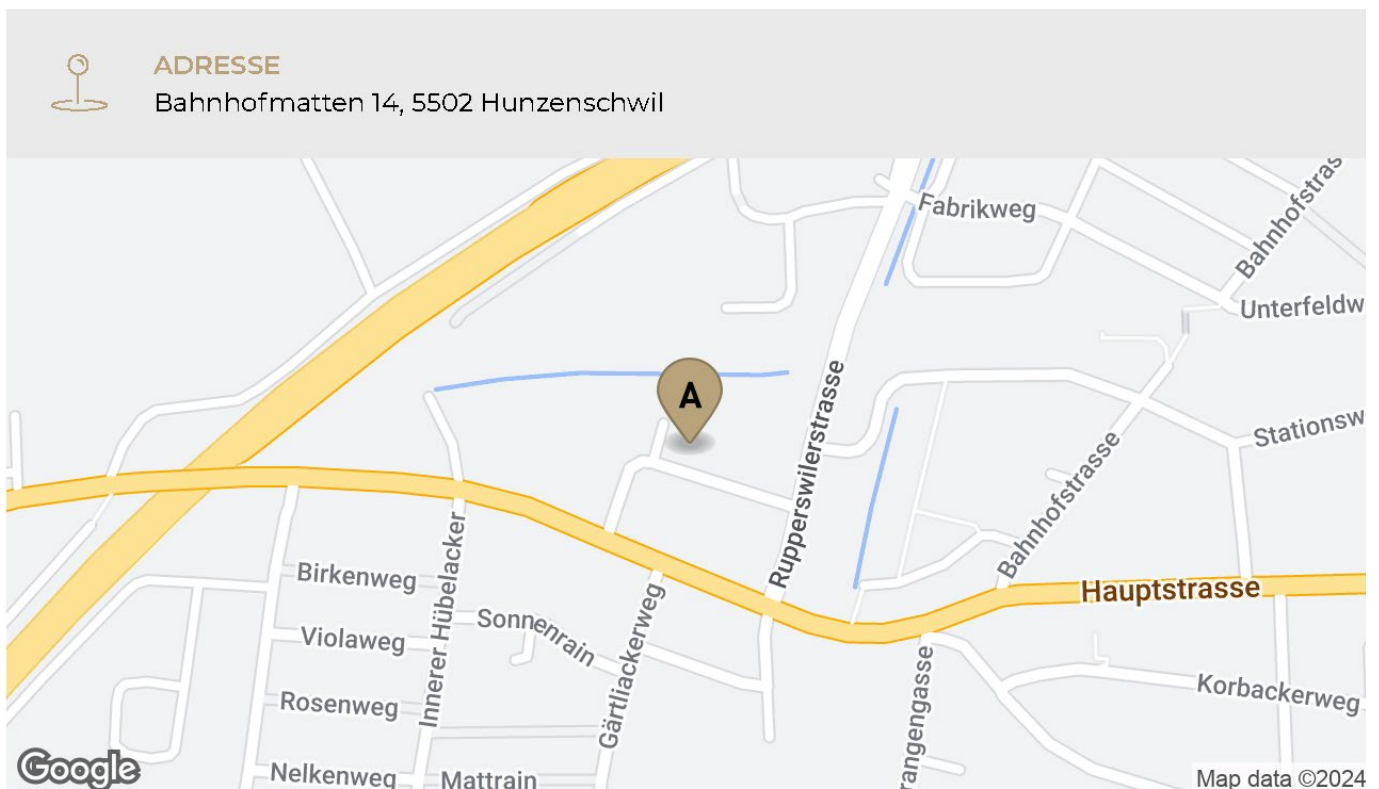 ADRESSE
Bahnhofmatten 14, 5502 Hunzenschwil
Fabrikweg
Bahnhofstras
Unterfeldw
A
Rupperswilerstrasse
Stationsw
Bahnhofstrasse
Hauptstrasse
Birkenweg
Innerer Hübelacker
Sonnenrain
Gärtliackerweg
Violaweg
Rosenweg
rangengasse
Korbackerweg
Nelkenweg
Mattrain
Google
Map data ©2024